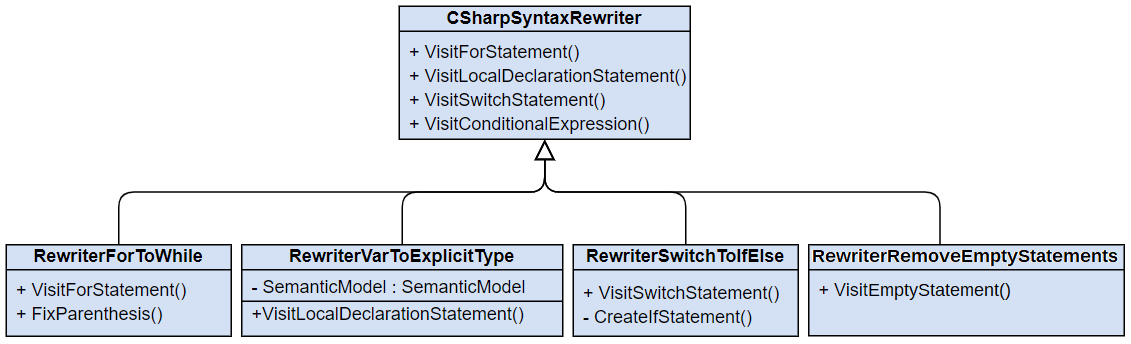 CSharpSyntaxRewriter
+ VisitForStatement()
+ VisitLocalDeclarationStatement()
+ VisitSwitchStatement()
+ VisitConditionalExpression()
RewriterForToWhile
+ VisitForStatement()
+ FixParenthesis()
RewriterVarToExplicitType
- SemanticModel : SemanticModel
+VisitLocalDeclarationStatement()
RewriterSwitchToIfElse
+ VisitSwitchStatement()
- CreateIfStatement()
RewriterRemoveEmptyStatements
+ VisitEmptyStatement()